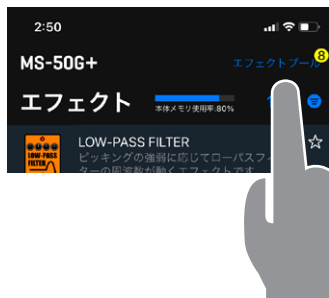 2:50
MS-50G+
エフェクトプール
8
エフェクト
本体メモリ使用率:80%
LOW-PASS FILTER
ピッキングの強弱に応じてローパスフィ
ターの周波数が動くエフェクトです
LOW-PASS
FILTER